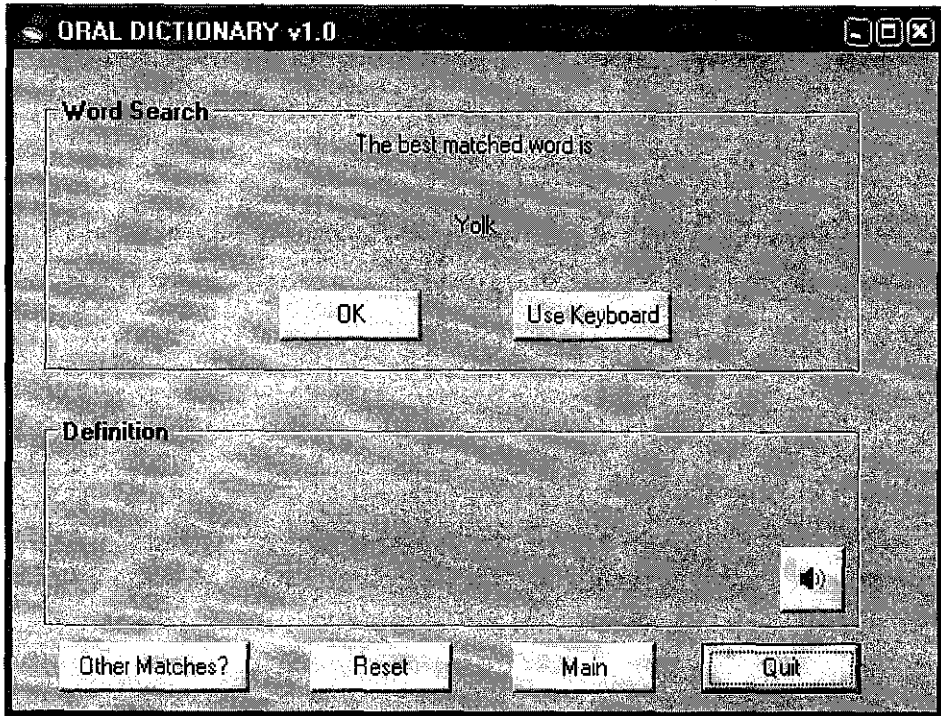 ORAL DICTIONARY v1.0
Word Search
The best matched word is
Yolk
OK Use Keyboard
Definition
Other Matches? Reset Main Quit